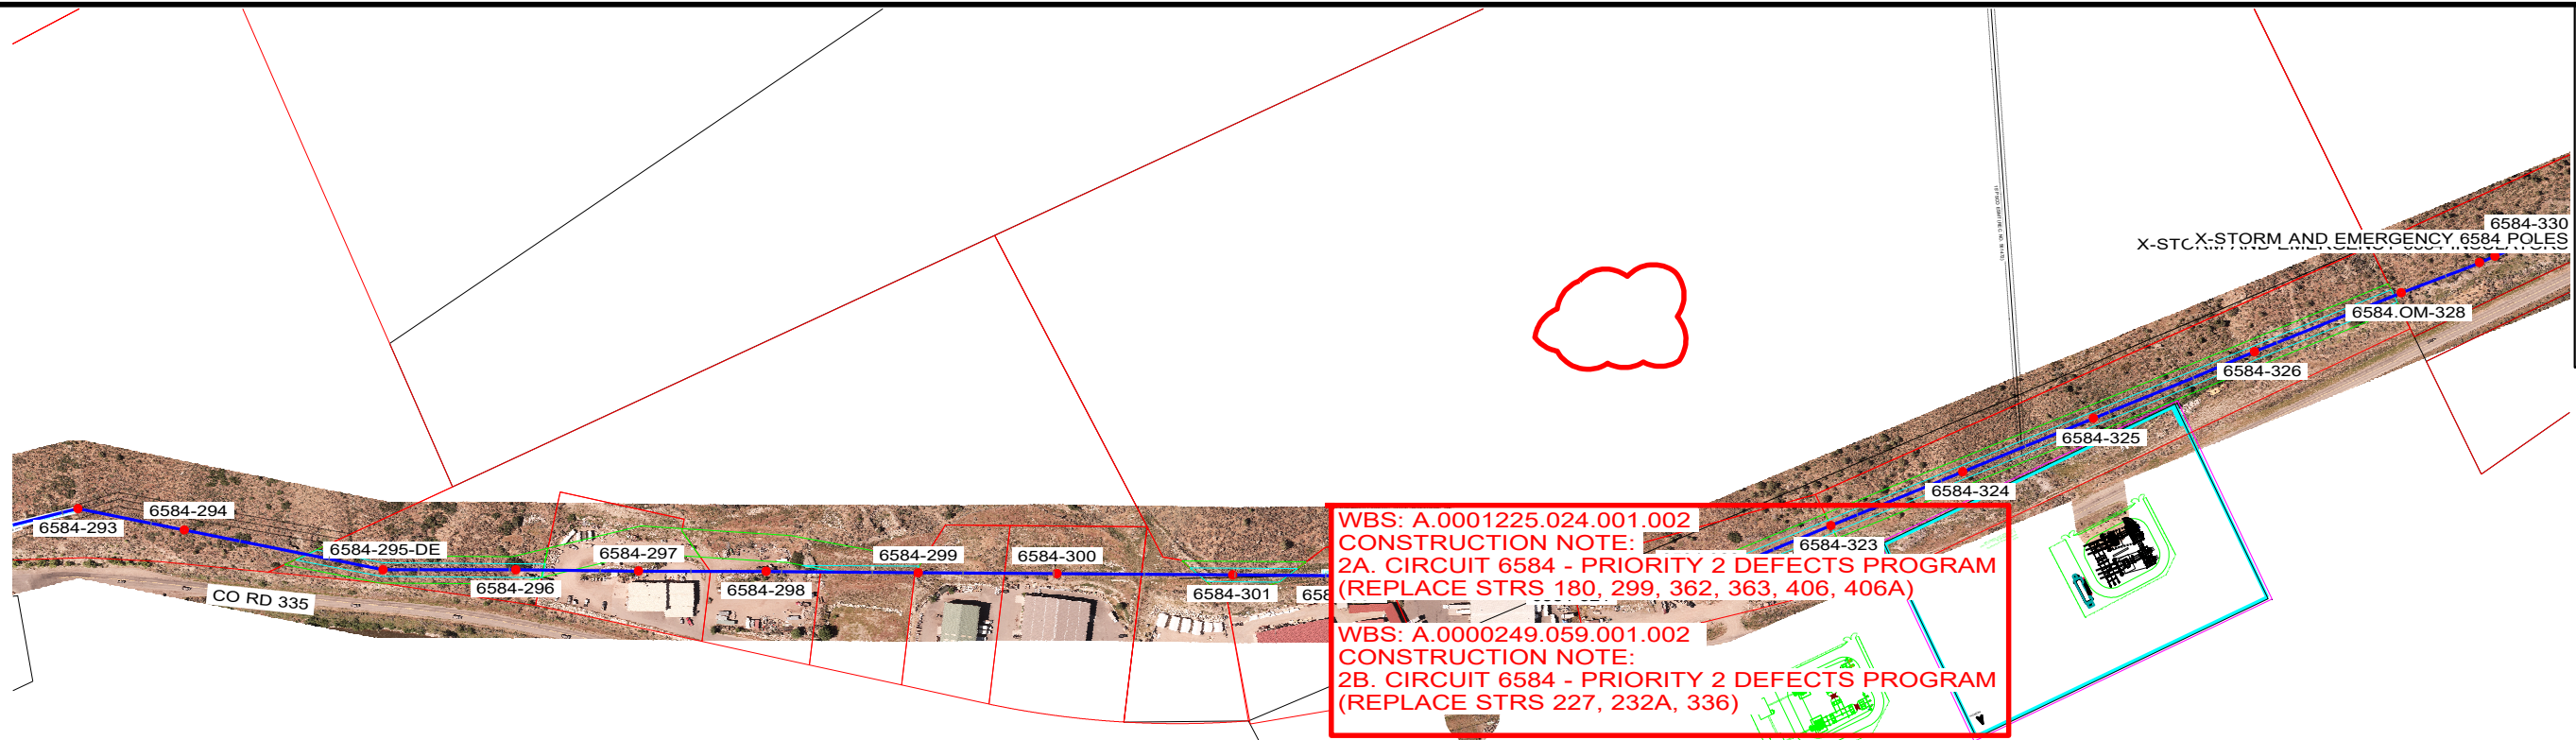 6584-330
X-STORM AND EMERGENCY 6584 POLES
6584.OM-328
6584-326
6584-325
6584-324
6584-323
6584-293
6584-294
6584-295-DE
6584-296
6584-297
6584-298
6584-299
6584-300
6584-301
CO RD 335
WBS: A.0001225.024.001.002
CONSTRUCTION NOTE:
2A. CIRCUIT 6584 - PRIORITY 2 DEFECTS PROGRAM
(REPLACE STRS 180, 299, 362, 363, 406, 406A)
WBS: A.0000249.059.001.002
CONSTRUCTION NOTE:
2B. CIRCUIT 6584 - PRIORITY 2 DEFECTS PROGRAM
(REPLACE STRS 227, 232A, 336)